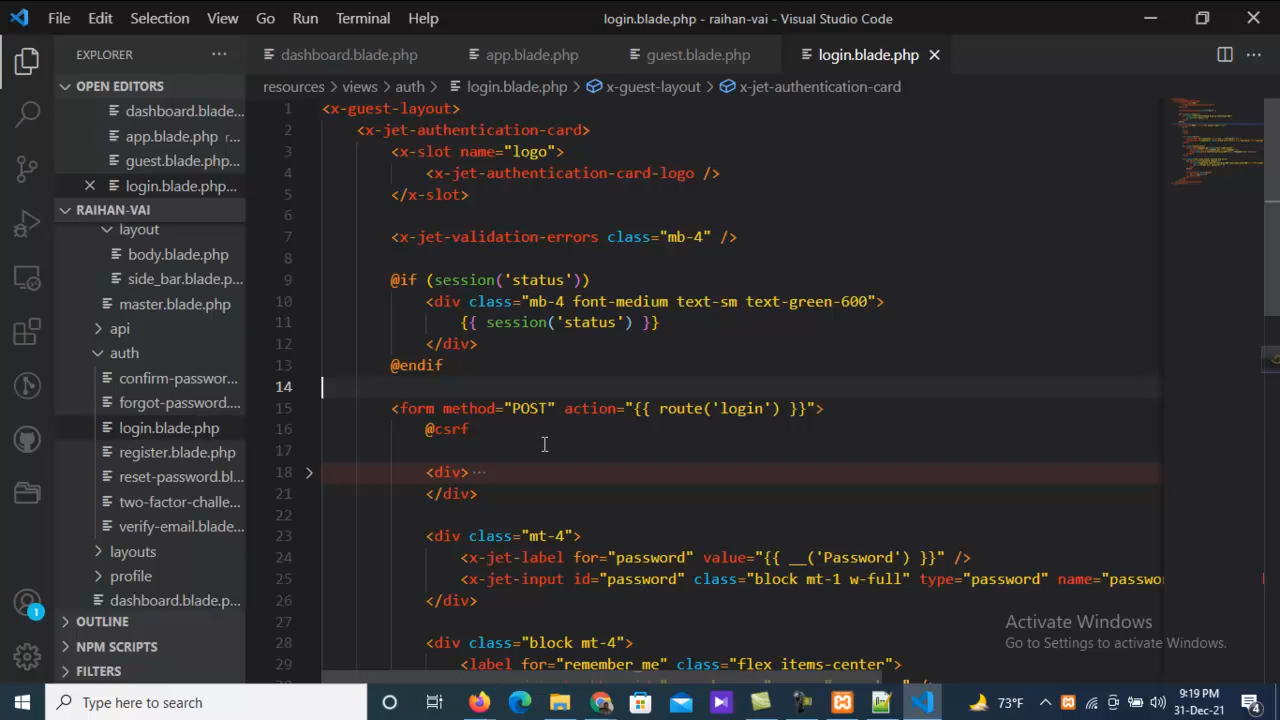 File Edit Selection View Go Run Terminal Help login.blade.php - raihan-vai - Visual Studio Code
EXPLORER ··· dashboard.blade.php app.blade.php guest.blade.php login.blade.php ···
OPEN EDITORS
dashboard.blade...
app.blade.php r...
guest.blade.php...
login.blade.php...
RAIHAN-VAI
layout
body.blade.php
side_bar.blade.p...
master.blade.php
api
auth
confirm-passwor...
forgot-password....
login.blade.php
register.blade.php
reset-password.bl...
two-factor-challe...
verify-email.blade...
layouts
profile
dashboard.blade.p...
OUTLINE
NPM SCRIPTS
FILTERS
1
resources > views > auth > login.blade.php > x-guest-layout > x-jet-authentication-card
1 <x-guest-layout>
2 <x-jet-authentication-card>
3 <x-slot name="logo">
4 <x-jet-authentication-card-logo />
5 </x-slot>
6
7 <x-jet-validation-errors class="mb-4" />
8
9 @if (session('status'))
10 <div class="mb-4 font-medium text-sm text-green-600">
11 {{ session('status') }}
12 </div>
13 @endif
14
15 <form method="POST" action="{{ route('login') }}">
16 @csrf
17
18 <div> ···
21 </div>
22
23 <div class="mt-4">
24 <x-jet-label for="password" value="{{ __('Password') }}" />
25 <x-jet-input id="password" class="block mt-1 w-full" type="password" name="passwo
26 </div>
27
28 <div class="block mt-4">
29 <label for="remember_me" class="flex items-center">
Activate Windows
Go to Settings to activate Windows.
Type here to search 73°F 9:19 PM
31-Dec-21 4